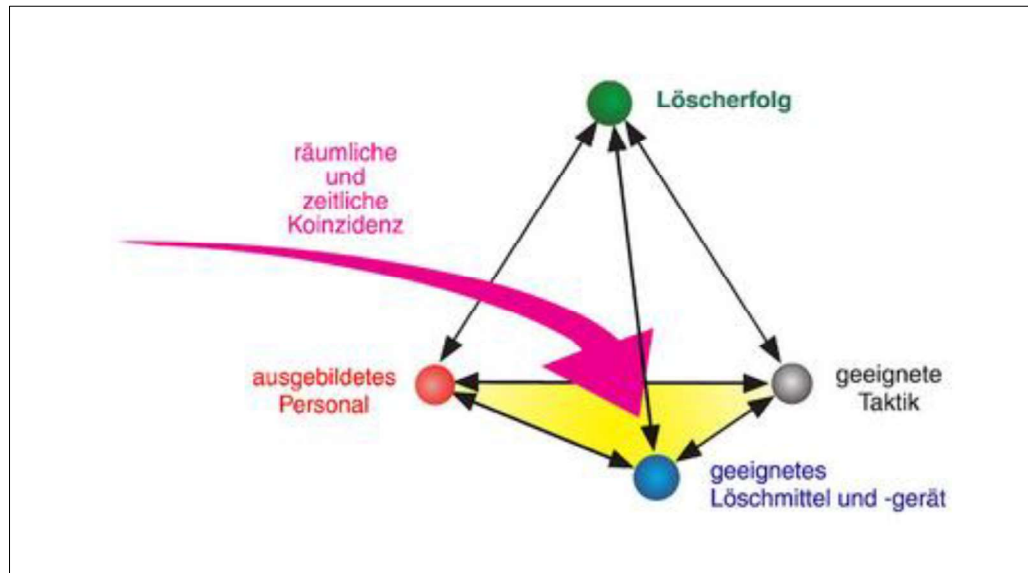 Löscherfolg
räumliche
und
zeitliche
Koinzidenz
ausgebildetes
Personal
geeignete
Taktik
geeignetes
Löschmittel und -gerät